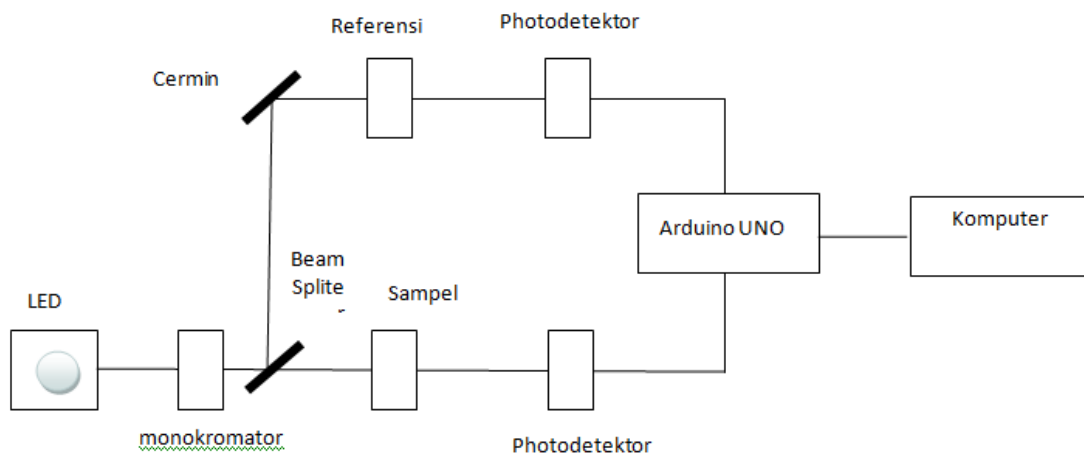 Referensi
Photodetektor
Cermin
Arduino UNO
Komputer
Beam
Splite
r
Sampel
LED
monokromator
Photodetektor